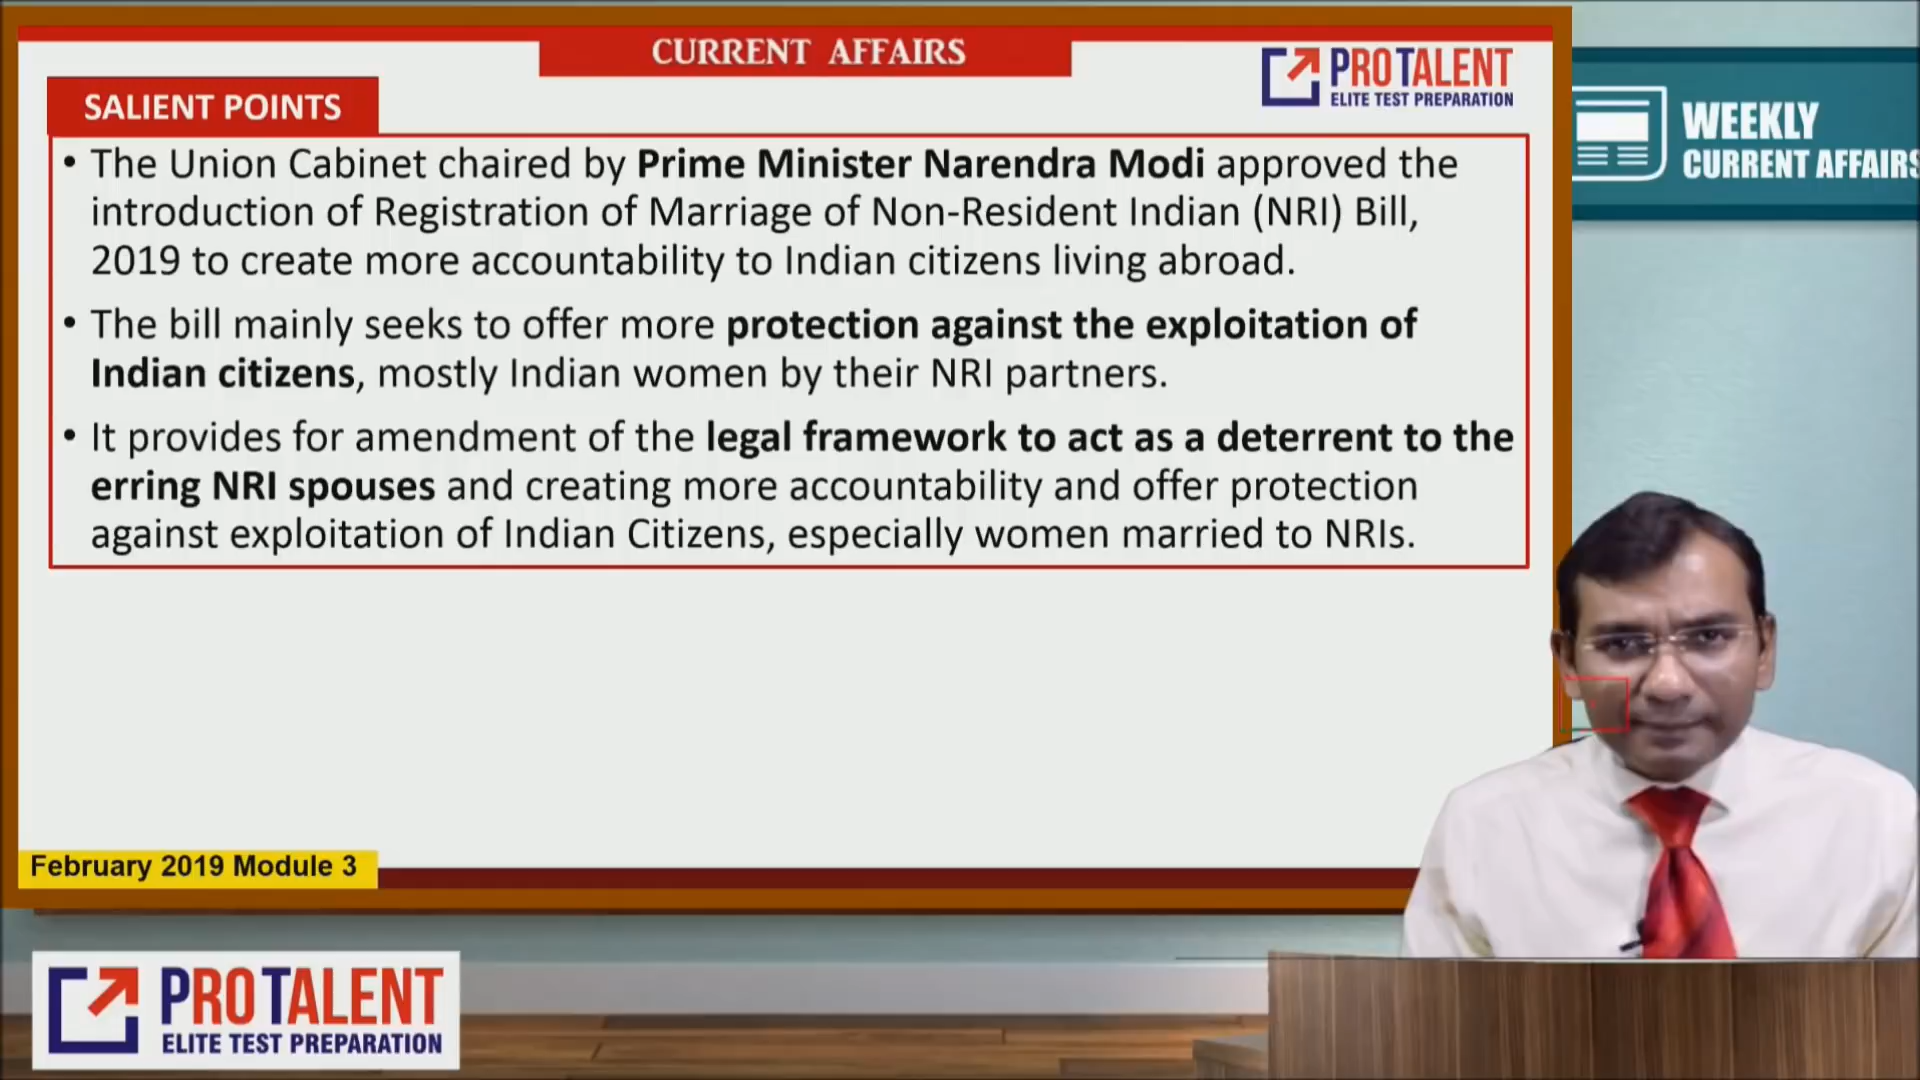 CURRENT AFFAIRS
PROTALENT
ELITE TEST PREPARATION
SALIENT POINTS
WEEKLY
CURRENT AFFAIRS
• The Union Cabinet chaired by Prime Minister Narendra Modi approved the
introduction of Registration of Marriage of Non-Resident Indian (NRI) Bill,
2019 to create more accountability to Indian citizens living abroad.
• The bill mainly seeks to offer more protection against the exploitation of
Indian citizens, mostly Indian women by their NRI partners.
• It provides for amendment of the legal framework to act as a deterrent to the
erring NRI spouses and creating more accountability and offer protection
against exploitation of Indian Citizens, especially women married to NRIs.
February 2019 Module 3
PROTALENT
ELITE TEST PREPARATION